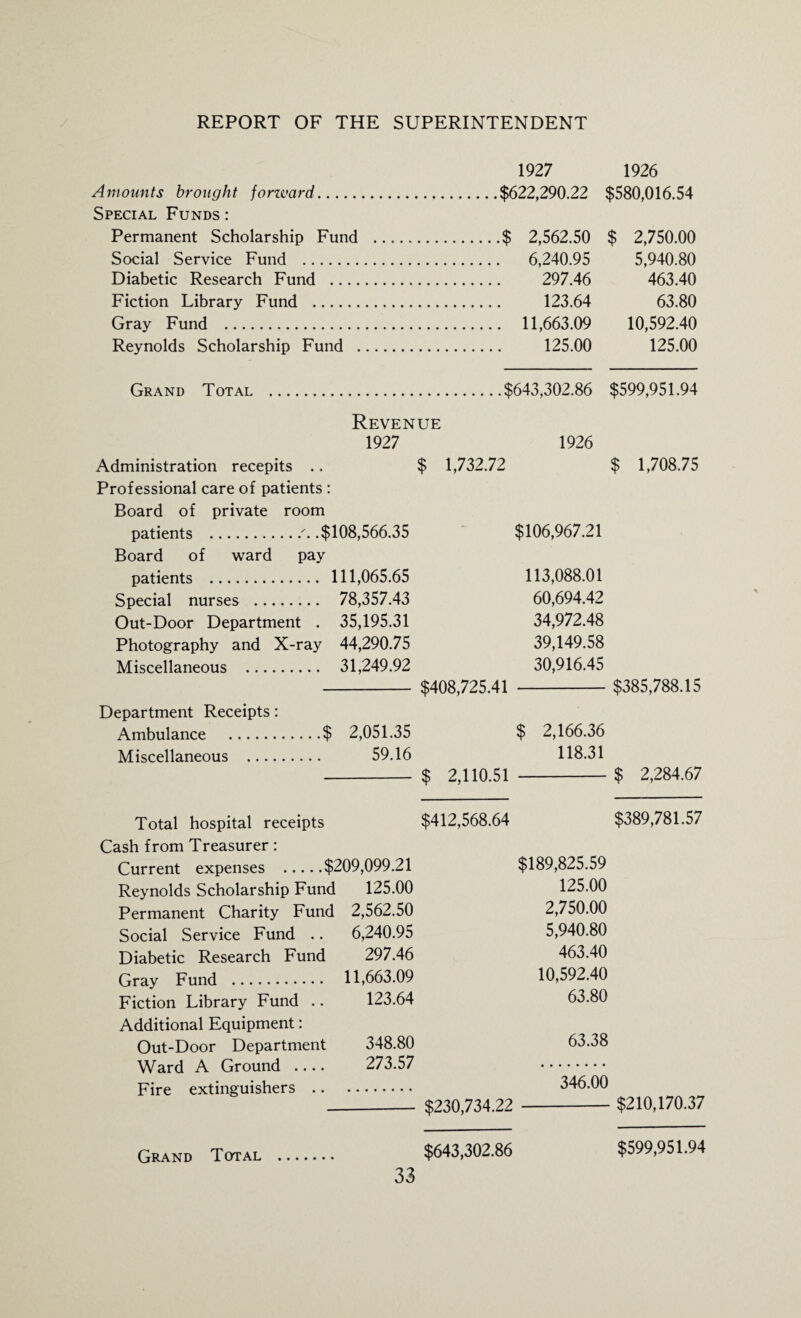 REPORT OF THE SUPERINTENDENT
1927 1926
Amounts brought forward.......................$622,290.22 $580,016.54
SPECIAL FUNDS:
Permanent Scholarship Fund ................$ 2,562.50 $ 2,750.00
Social Service Fund ......................... 6,240.95 5,940.80
Diabetic Research Fund ...................... 297.46 463.40
Fiction Library Fund ........................ 123.64 63.80
Gray Fund ................................... 11,663.09 10,592.40
Reynolds Scholarship Fund ................... 125.00 125.00
GRAND TOTAL .............................$643,302.86 $599,951.94
REVENUE
1927 1926
Administration recepits .. $ 1,732.72 $ 1,708.75
Professional care of patients:
Board of private room
patients .............$108,566.35 $106,967.21
Board of ward pay
patients ............. 111,065.65 113,088.01
Special nurses ........ 78,357.43 60,694.42
Out-Door Department . 35,195.31 34,972.48
Photography and X-ray 44,290.75 39,149.58
Miscellaneous ......... 31,249.92 30,916.45
$408,725.41 $385,788.15
Department Receipts:
Ambulance ............$ 2,051.35 $ 2,166.36
Miscellaneous ......... 59.16 118.31
$ 2,110.51 $ 2,284.67
Total hospital receipts $412,568.64 $389,781.57
Cash from Treasurer:
Current expenses .....$209,099.21 $189,825.59
Reynolds Scholarship Fund 125.00 125.00
Permanent Charity Fund 2,562.50 2,750.00
Social Service Fund .. 6,240.95 5,940.80
Diabetic Research Fund 297.46 463.40
Gray Fund ........... 11,663.09 10,592.40
Fiction Library Fund .. 123.64 63.80
Additional Equipment:
Out-Door Department 348.80 63.38
Ward A Ground .... 273.57 ........
Fire extinguishers .. ........ 346.00
$230,734.22 $210,170.37
GRAND TOTAL ....... $643,302.86 $599,951.94
33